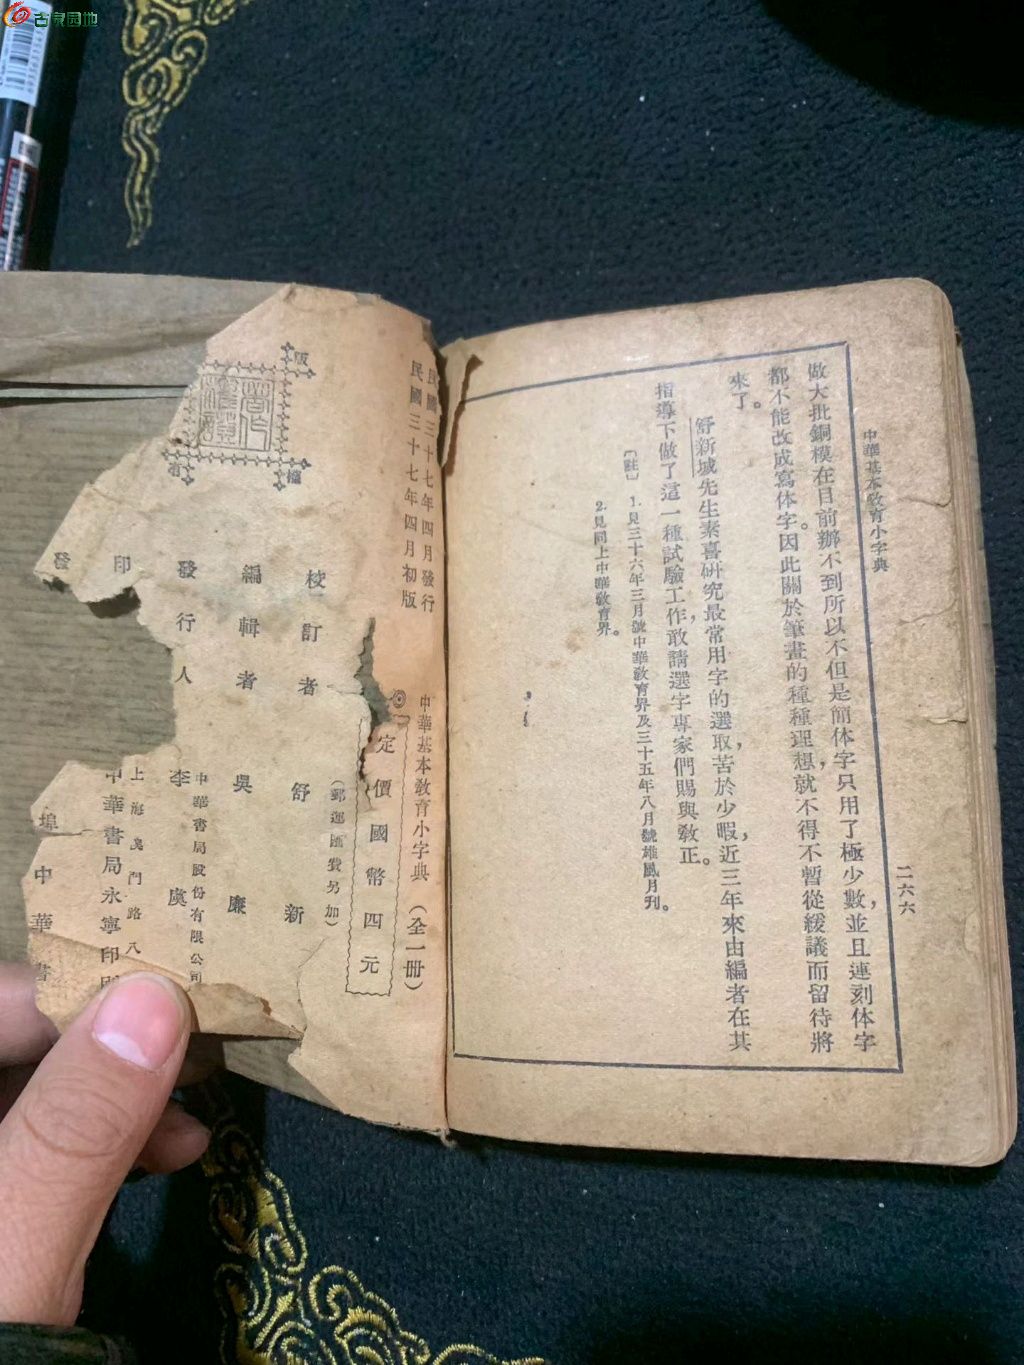 古泉园地
中華基本教育小字典
二六六
做大批銅模在目前辦不到所以不但是簡体字只用了極少數，並且連刻体字
都不能改成寫体字。因此關於筆畫的種種理想，就不得不暫從緩議而留待將
來了。
舒新城先生素喜研究最常用字的選取，苦於少暇，近三年來由編者在其
指導下做了這一種試驗工作，敢請選字專家們賜與敎正。
〔註〕 1.見三十六年三月號中華敎育界及三十五年八月號雄風月刊。
2.見同上中華敎育界。
民國三十七年四月發行
民國三十七年四月初版
中華基本敎育小字典（全一册）
◎定價國幣四元
（郵運匯費另加）
校訂者 舒新
編輯者 吳廉
發行人 李虞
中華書局股份有限公司
印
上海澳門路八
中華書局永寧印刷
發
埠中華書
版權
有
著作